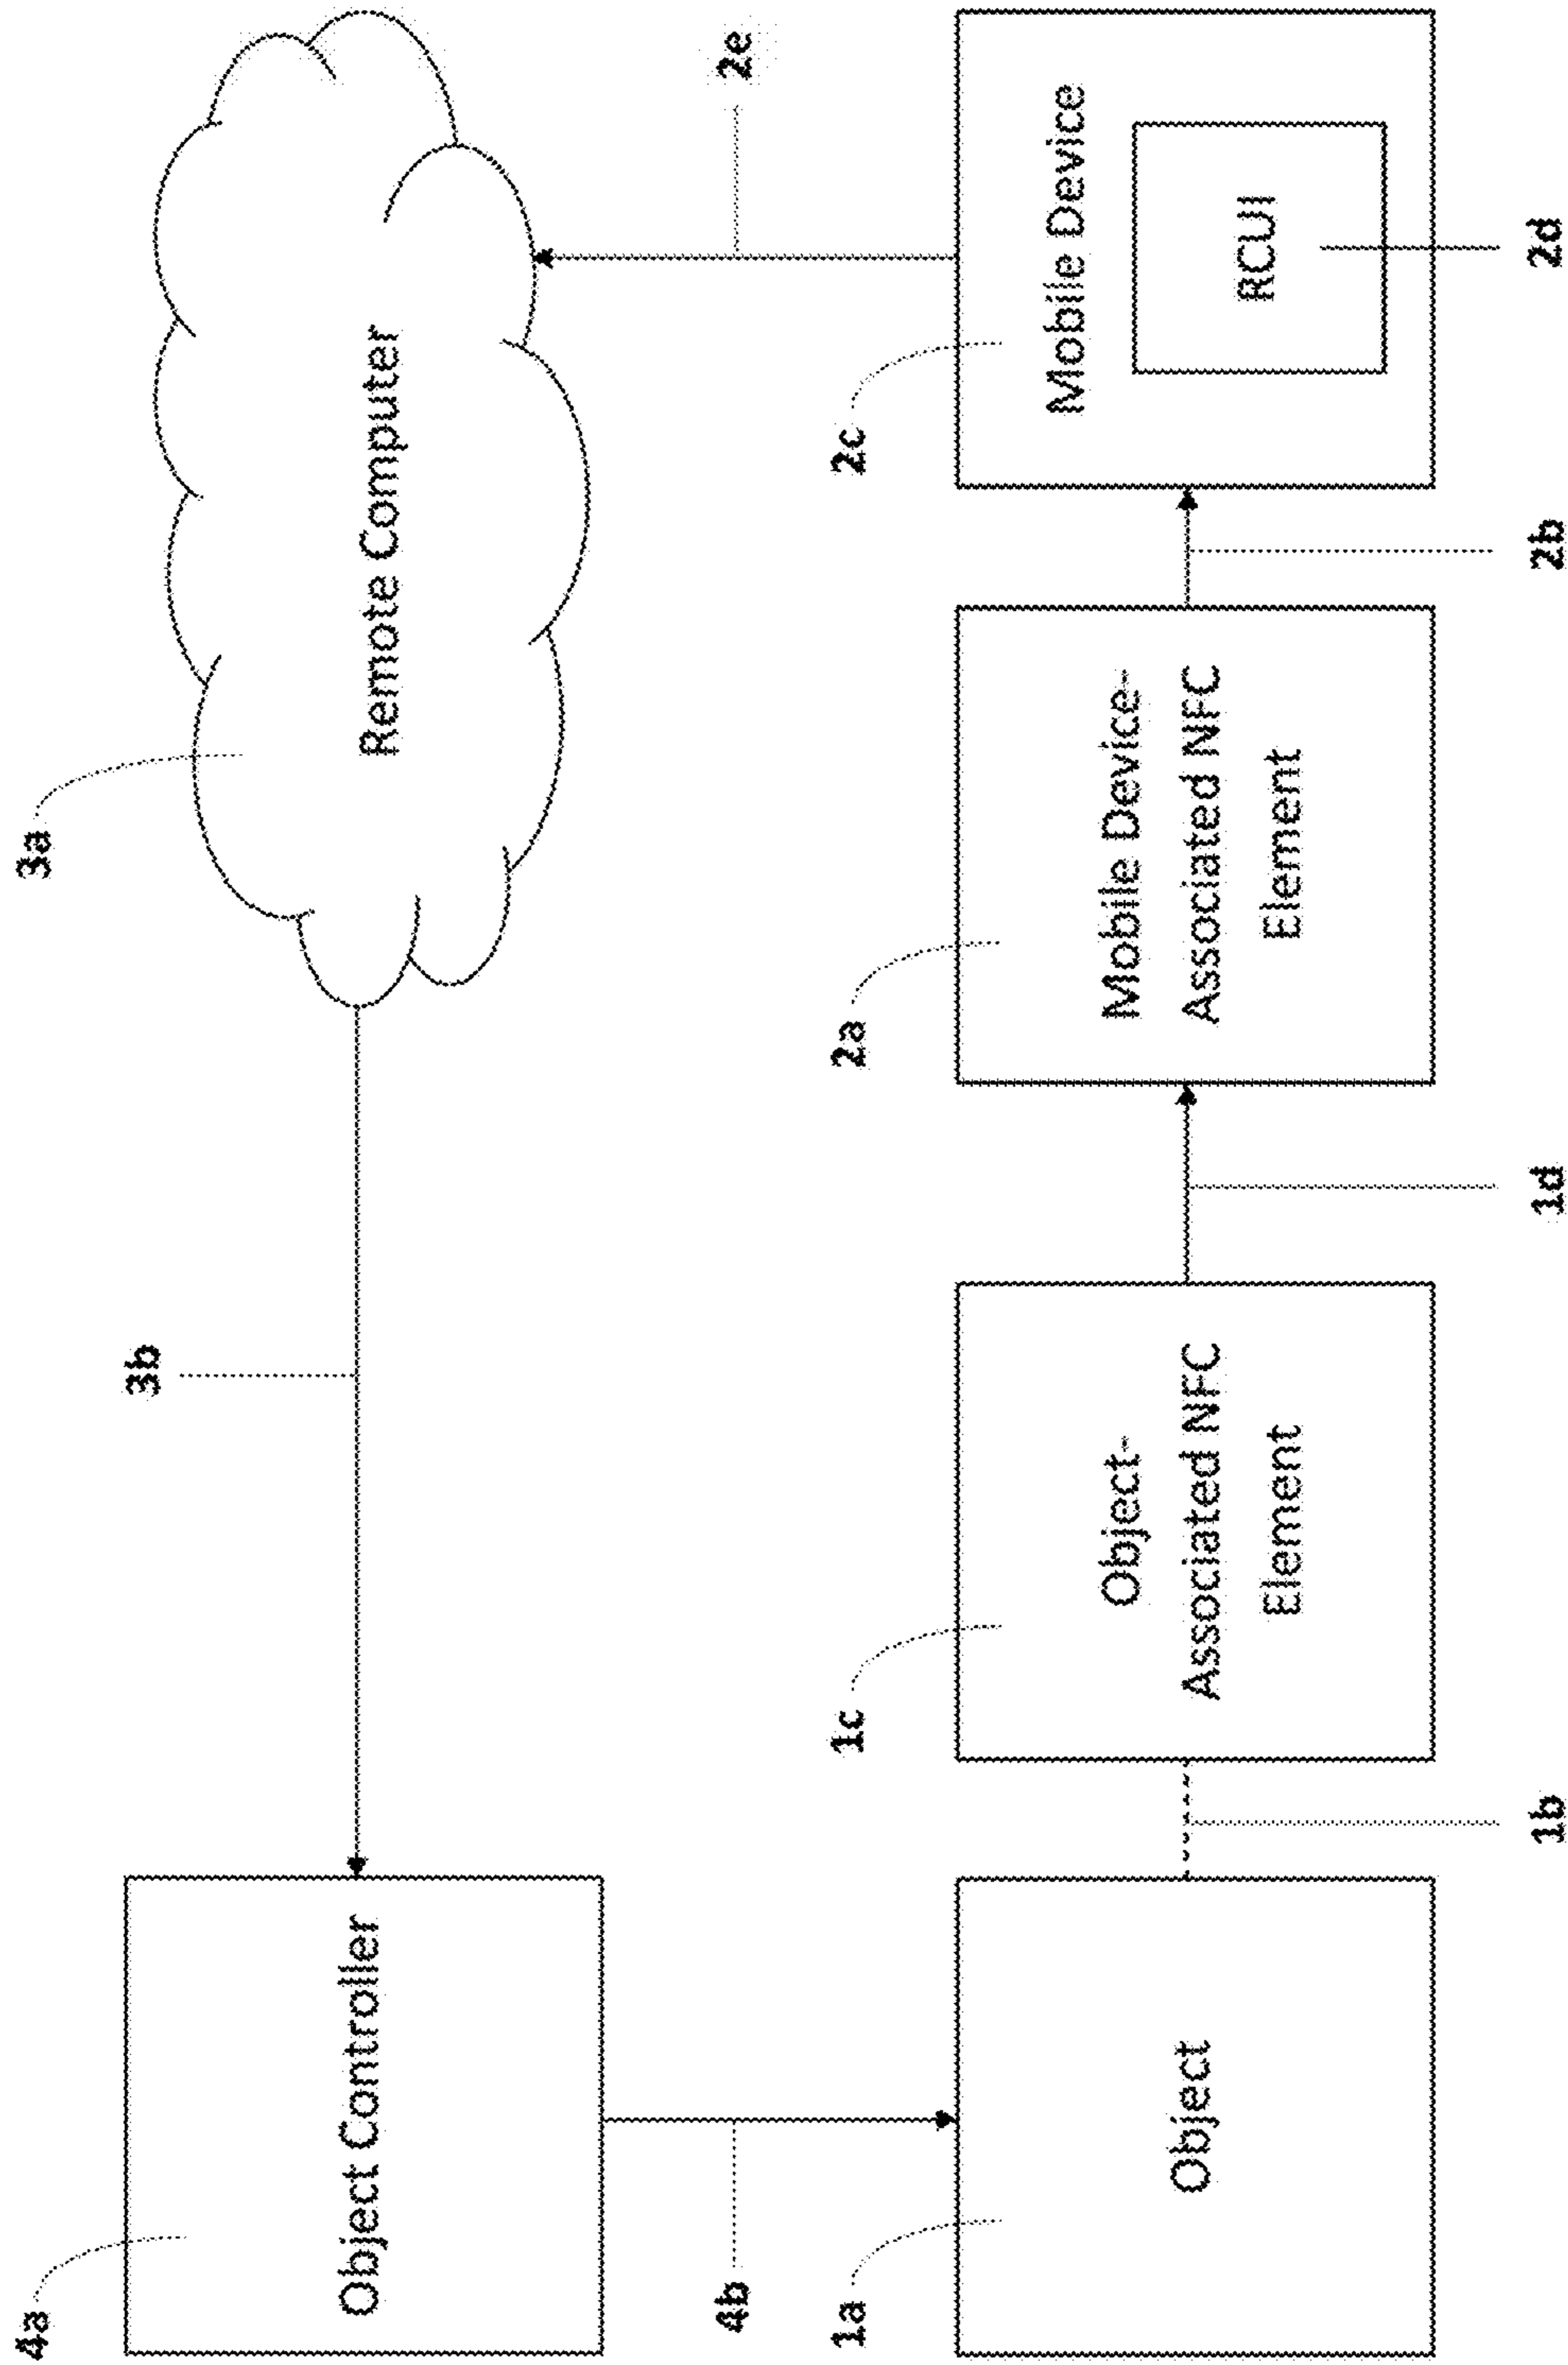 4a
3a
3b
Object Controller
Remote Computer
4b
2e
1a
Object
1c
Object-
Associated NFC
Element
2a
Mobile Device-
Associated NFC
Element
2c
Mobile Device
RCUI
1b
1d
2b
2d